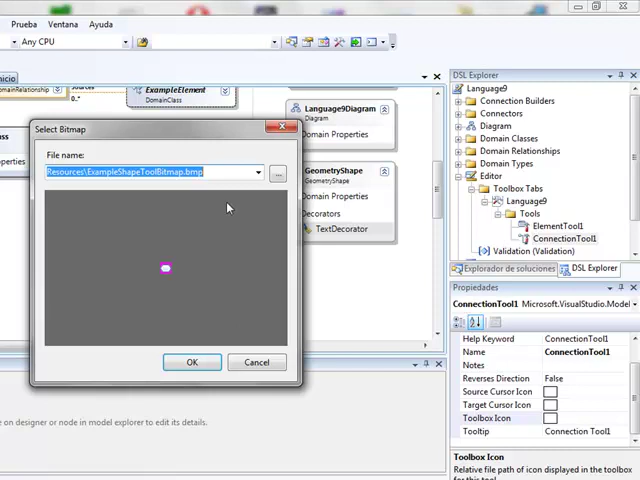 Prueba Ventana Ayuda
Any CPU
inicio
DomainRelationship
Sources
0..*
ExampleElement
DomainClass
Language9Diagram
Diagram
Domain Properties
GeometryShape
GeometryShape
Domain Properties
Decorators
TextDecorator
Select Bitmap
File name:
Resources\ExampleShapeToolBitmap.bmp
...
OK
Cancel
e on designer or node in model explorer to edit its details.
DSL Explorer
Language9
Connection Builders
Connectors
Diagram
Domain Classes
Domain Relationships
Domain Types
Editor
Toolbox Tabs
Language9
Tools
ElementTool1
ConnectionTool1
Validation (Validation)
Explorador de soluciones
DSL Explorer
Propiedades
ConnectionTool1 Microsoft.VisualStudio.Model
Help Keyword ConnectionTool1
Name ConnectionTool1
Notes
Reverses Direction False
Source Cursor Icon
Target Cursor Icon
Toolbox Icon
Tooltip Connection Tool1
Toolbox Icon
Relative file path of icon displayed in the toolbox